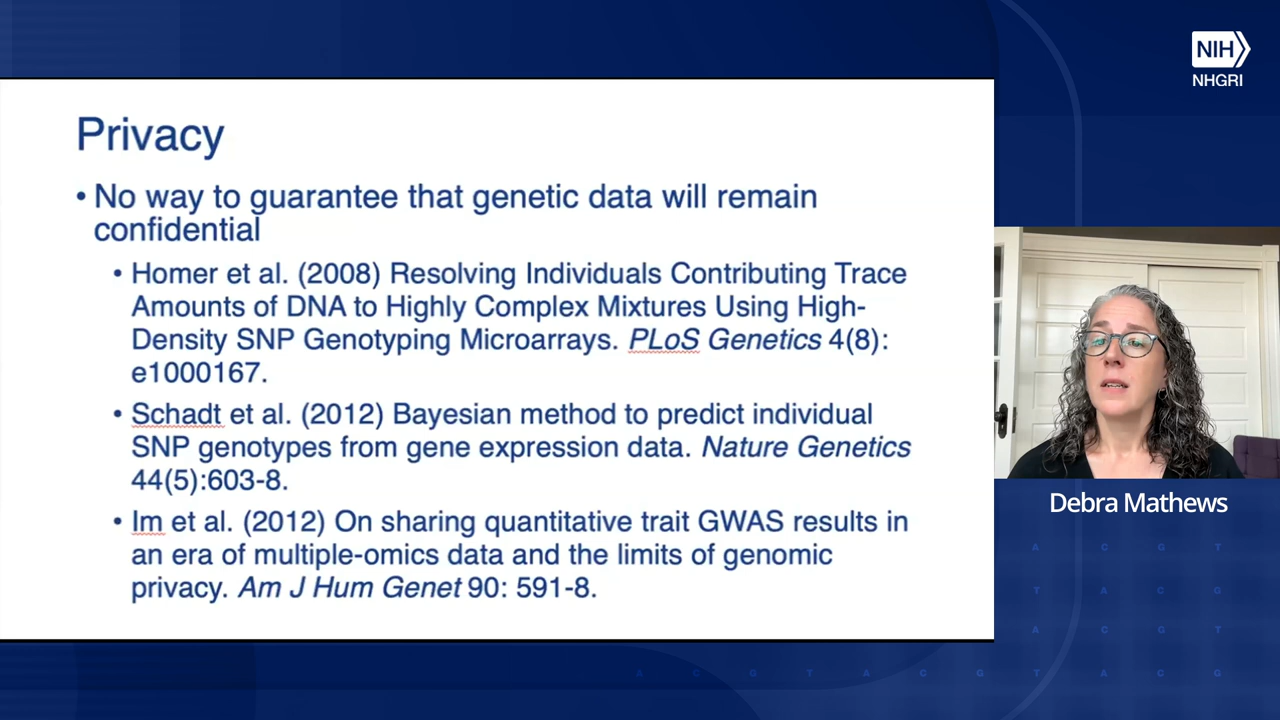 NIH
NHGRI
Privacy
• No way to guarantee that genetic data will remain
confidential
• Homer et al. (2008) Resolving Individuals Contributing Trace
Amounts of DNA to Highly Complex Mixtures Using High-
Density SNP Genotyping Microarrays. PLoS Genetics 4(8):
e1000167.
• Schadt et al. (2012) Bayesian method to predict individual
SNP genotypes from gene expression data. Nature Genetics
44(5):603-8.
• Im et al. (2012) On sharing quantitative trait GWAS results in
an era of multiple-omics data and the limits of genomic
privacy. Am J Hum Genet 90: 591-8.
Debra Mathews
A C G T
T A C G
A C G T
A C G T A C G T A C G